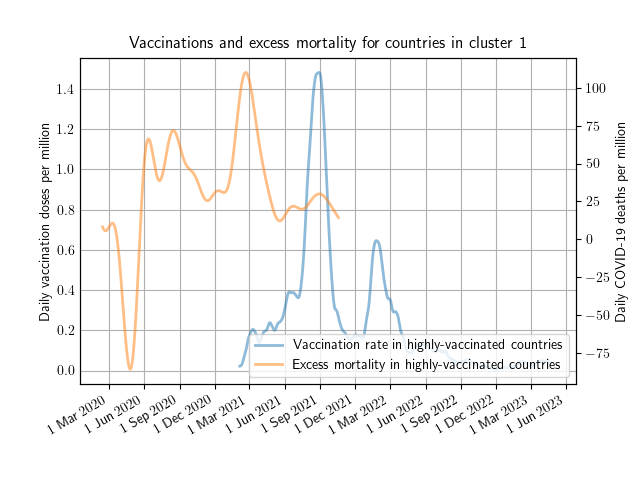 Vaccinations and excess mortality for countries in cluster 1
Daily vaccination doses per million
1.4
1.2
1.0
0.8
0.6
0.4
0.2
0.0
100
75
50
25
0
−25
−50
−75
Daily COVID-19 deaths per million
Vaccination rate in highly-vaccinated countries
Excess mortality in highly-vaccinated countries
1 Mar 2020
1 Jun 2020
1 Sep 2020
1 Dec 2020
1 Mar 2021
1 Jun 2021
1 Sep 2021
1 Dec 2021
1 Mar 2022
1 Jun 2022
1 Sep 2022
1 Dec 2022
1 Mar 2023
1 Jun 2023